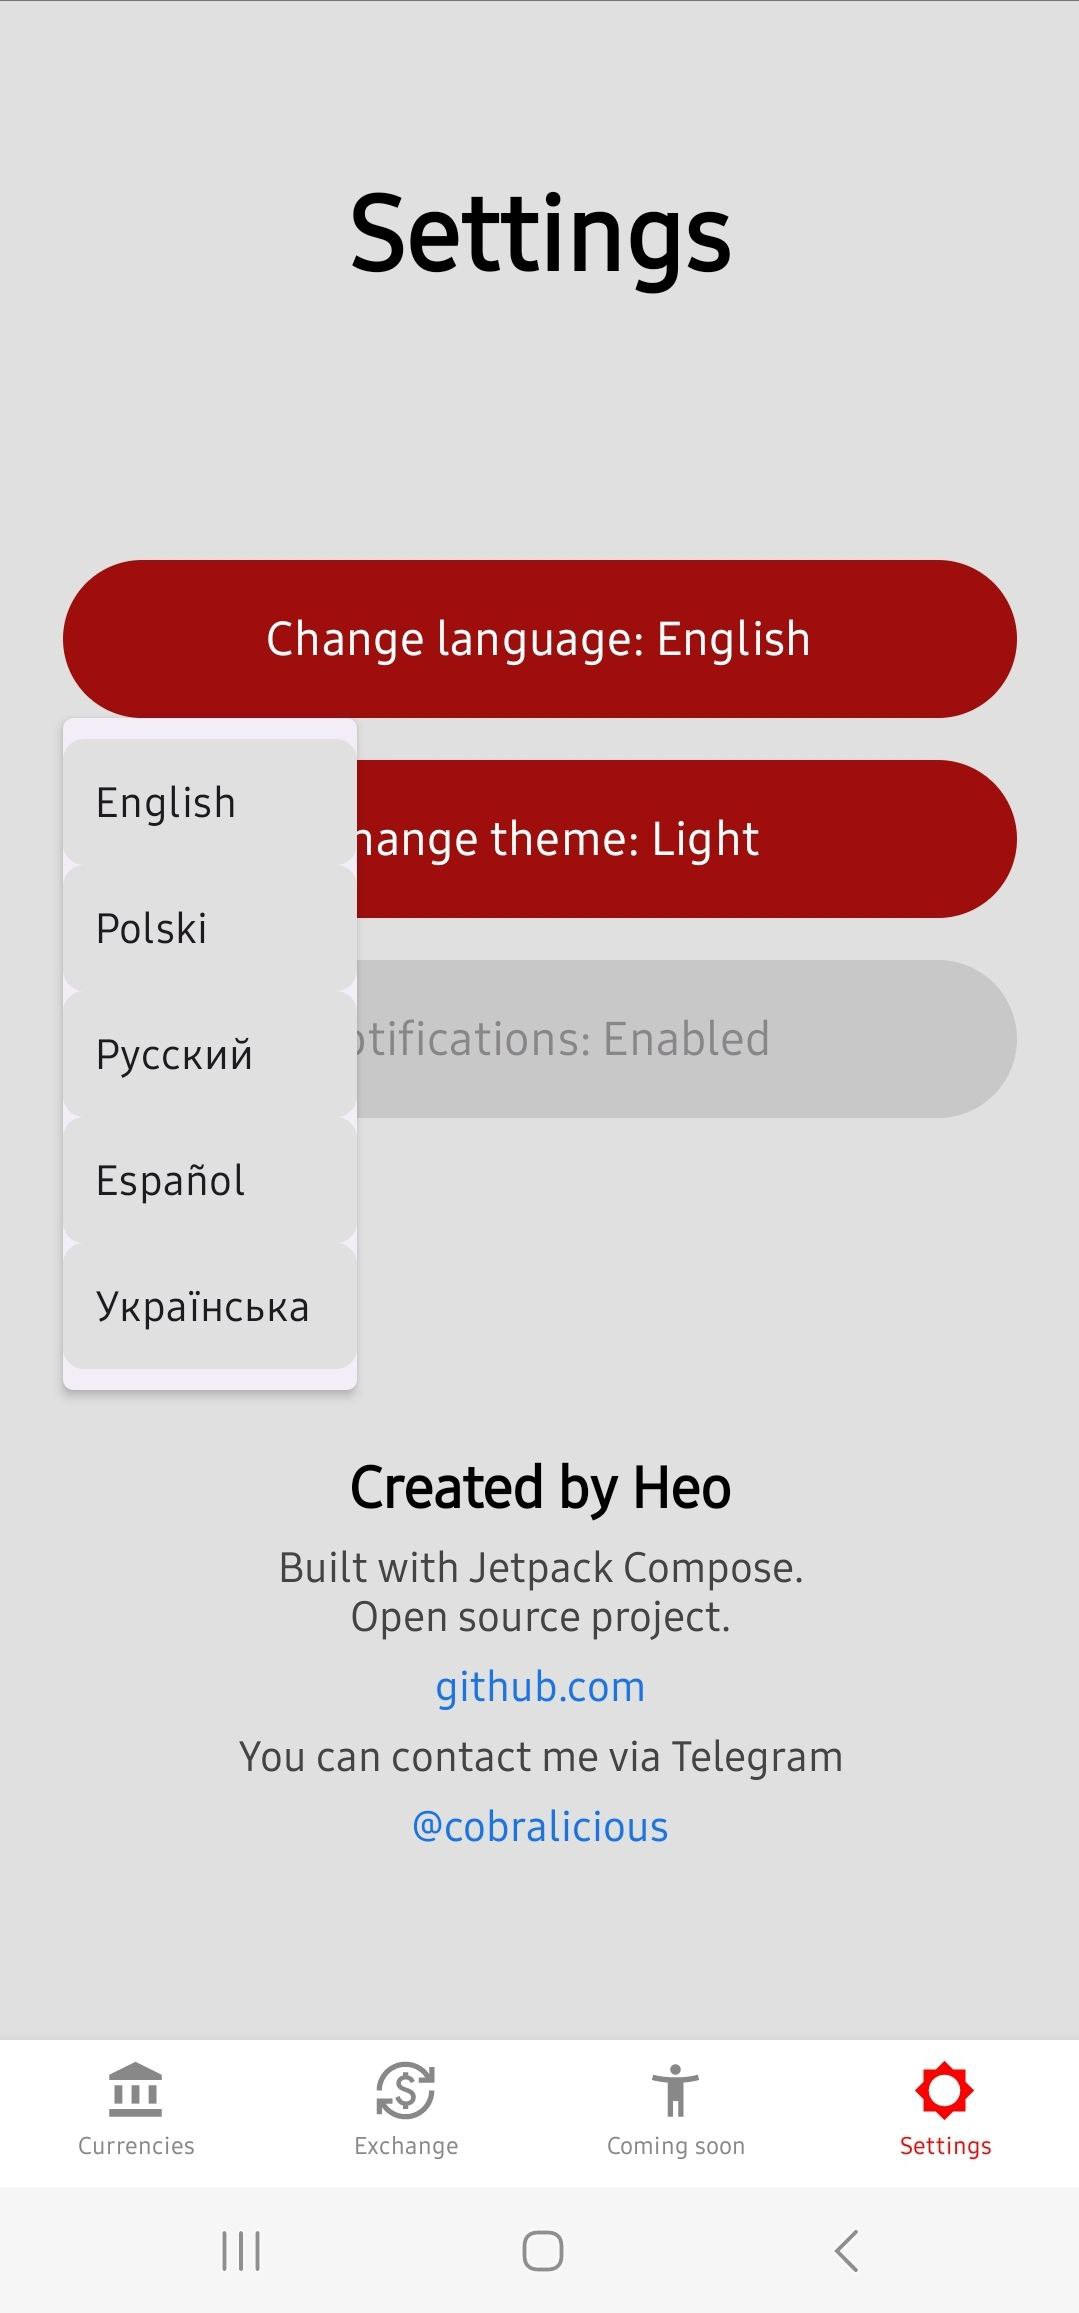 Settings
Change language: English
English
hange theme: Light
Polski
otifications: Enabled
Русский
Español
Українська
Created by Heo
Built with Jetpack Compose.
Open source project.
github.com
You can contact me via Telegram
@cobralicious
Currencies
Exchange
Coming soon
Settings